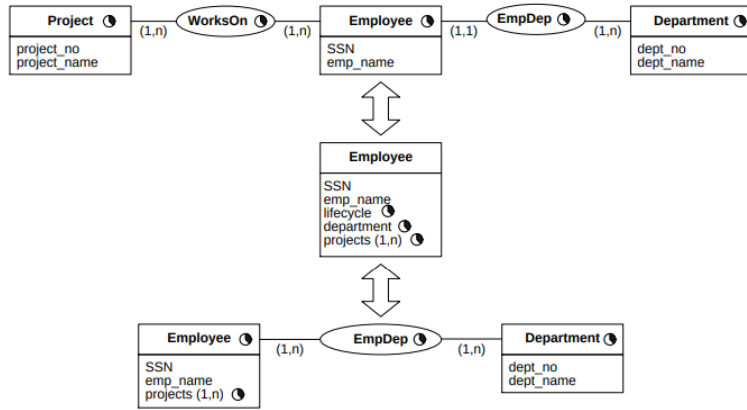 Project WorksOn Employee EmpDep Department
(1,n) (1,n) (1,1) (1,n)
project_no
project_name
SSN
emp_name
dept_no
dept_name
Employee
SSN
emp_name
lifecycle
department
projects (1,n)
Employee EmpDep Department
(1,n) (1,n)
SSN
emp_name
projects (1,n)
dept_no
dept_name